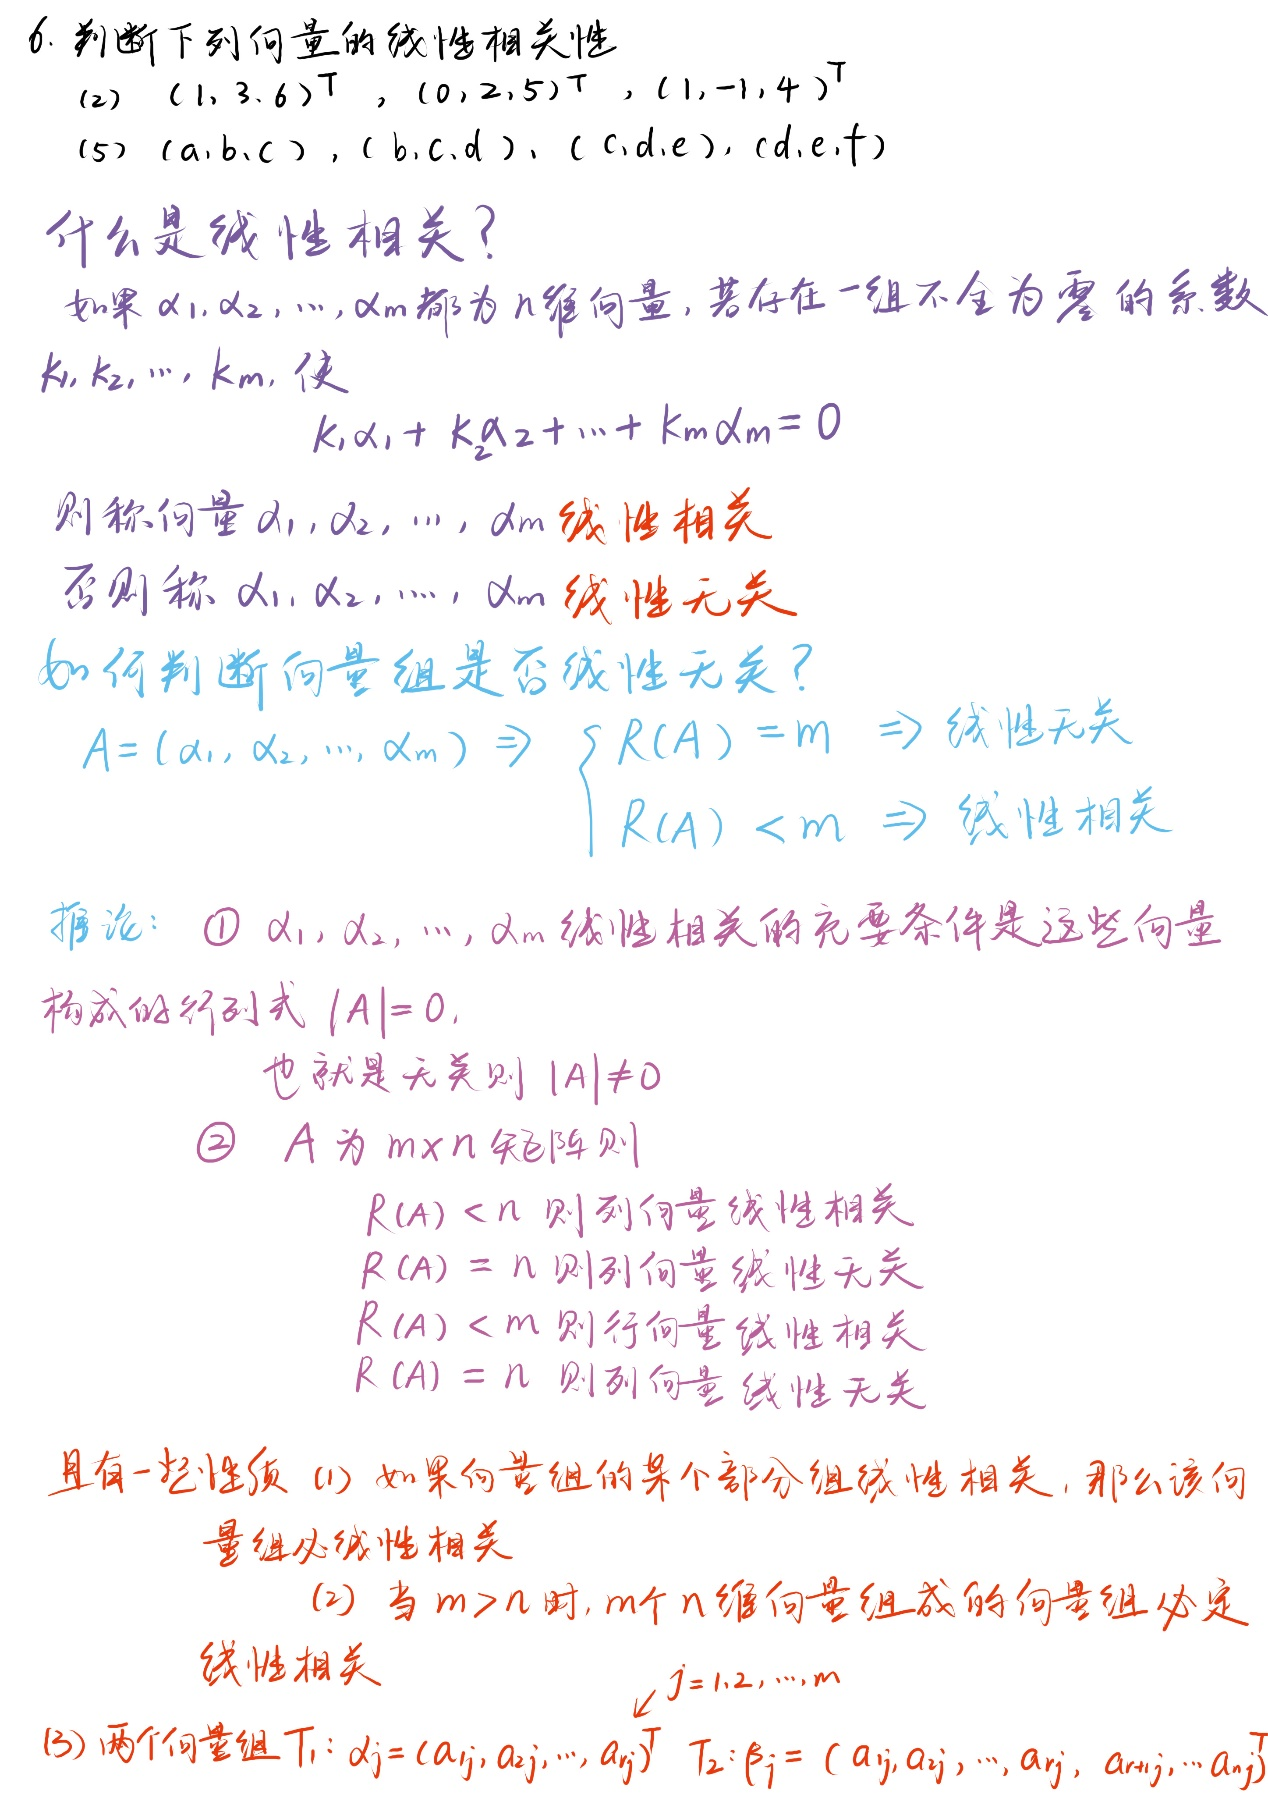 6. 判断下列向量的线性相关性
(2) (1, 3, 6)ᵀ , (0, 2, 5)ᵀ , (1, -1, 4)ᵀ
(5) (a, b, c), (b, c, d), (c, d, e), (d, e, f)
什么是线性相关?
如果 α₁, α₂, ..., αm 都为 n 维向量, 若存在一组不全为零的系数
k₁, k₂, ..., km, 使
k₁α₁ + k₂α₂ + ... + kmαm = 0
则称向量 α₁, α₂, ..., αm 线性相关
否则称 α₁, α₂, ..., αm 线性无关
如何判断向量组是否线性无关?
A = (α₁, α₂, ..., αm) ⇒ { R(A) = m ⇒ 线性无关
R(A) < m ⇒ 线性相关
推论: ① α₁, α₂, ..., αm 线性相关的充要条件是这些向量
构成的行列式 |A| = 0,
也就是无关则 |A| ≠ 0
② A 为 m×n 矩阵则
R(A) < n 则列向量线性相关
R(A) = n 则列向量线性无关
R(A) < m 则行向量线性相关
R(A) = n 则列向量线性无关
且有一些性质 (1) 如果向量组的某个部分组线性相关, 那么该向
量组必线性相关
(2) 当 m > n 时, m个 n 维向量组成的向量组必定
线性相关
↙ j = 1, 2, ..., m
(3) 两个向量组 T₁: αj = (a1j, a2j, ..., arj)ᵀ T₂: βj = (a1j, a2j, ..., arj, ar+1j, ... anj)ᵀ